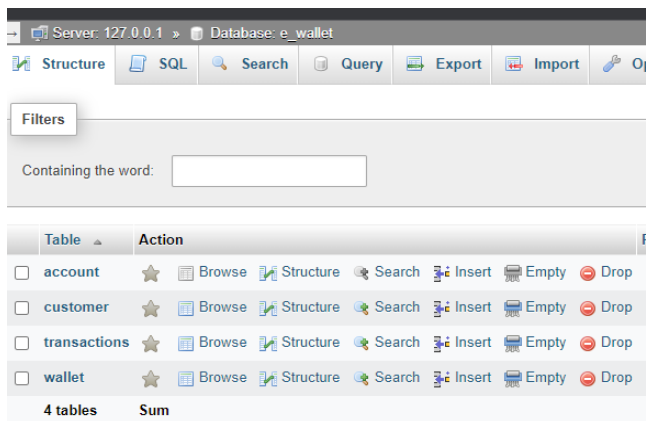 Server: 127.0.0.1 » Database: e_wallet
Structure SQL Search Query Export Import
Filters
Containing the word:
Table Action
account Browse Structure Search Insert Empty Drop
customer Browse Structure Search Insert Empty Drop
transactions Browse Structure Search Insert Empty Drop
wallet Browse Structure Search Insert Empty Drop
4 tables Sum